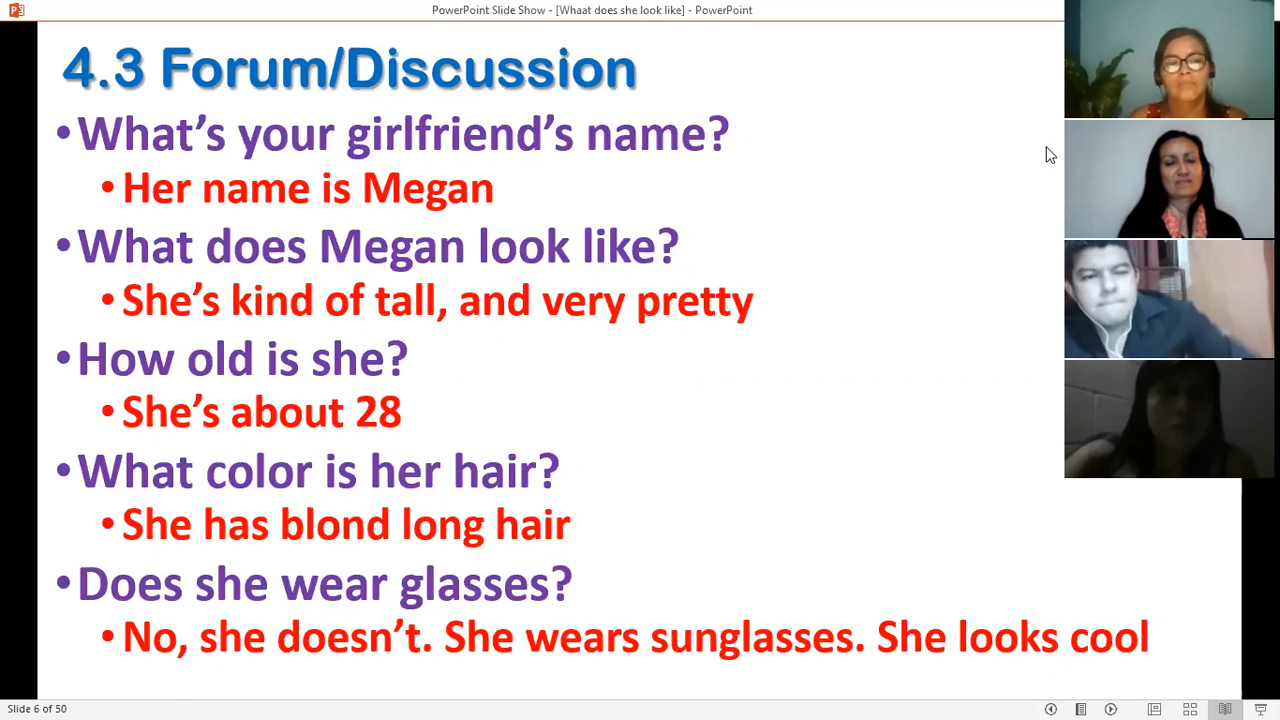 PowerPoint Slide Show - [Whaat does she look like] - PowerPoint
4.3 Forum/Discussion
•What's your girlfriend's name?
•Her name is Megan
•What does Megan look like?
•She's kind of tall, and very pretty
•How old is she?
•She's about 28
•What color is her hair?
•She has blond long hair
•Does she wear glasses?
•No, she doesn't. She wears sunglasses. She looks cool
Slide 6 of 50